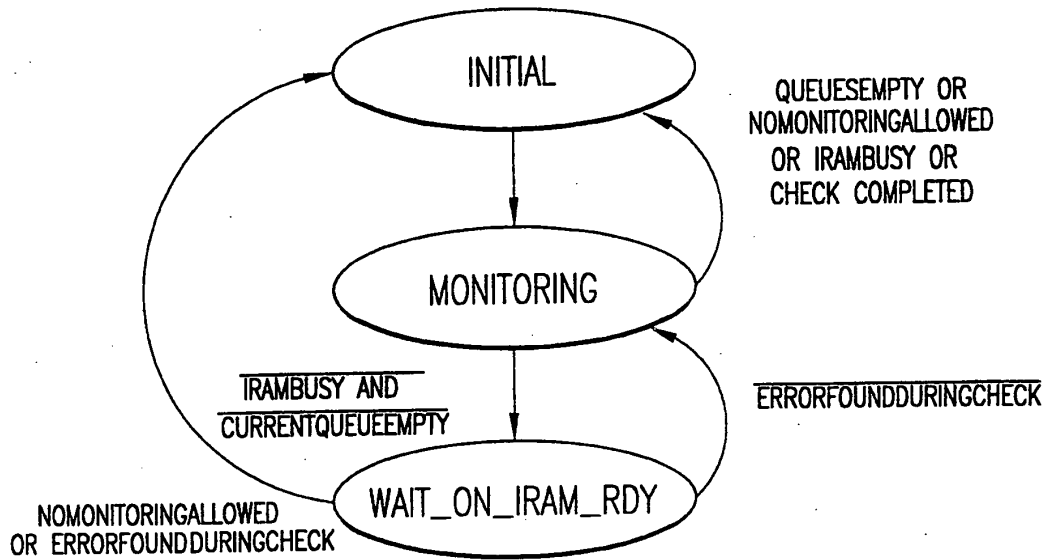 INITIAL
QUEUESEMPTY OR
NOMONITORINGALLOWED
OR IRAMBUSY OR
CHECK COMPLETED
MONITORING
IRAMBUSY AND
CURRENTQUEUEEMPTY
ERRORFOUNDDURINGCHECK
WAIT_ON_IRAM_RDY
NOMONITORINGALLOWED
OR ERRORFOUNDDURINGCHECK